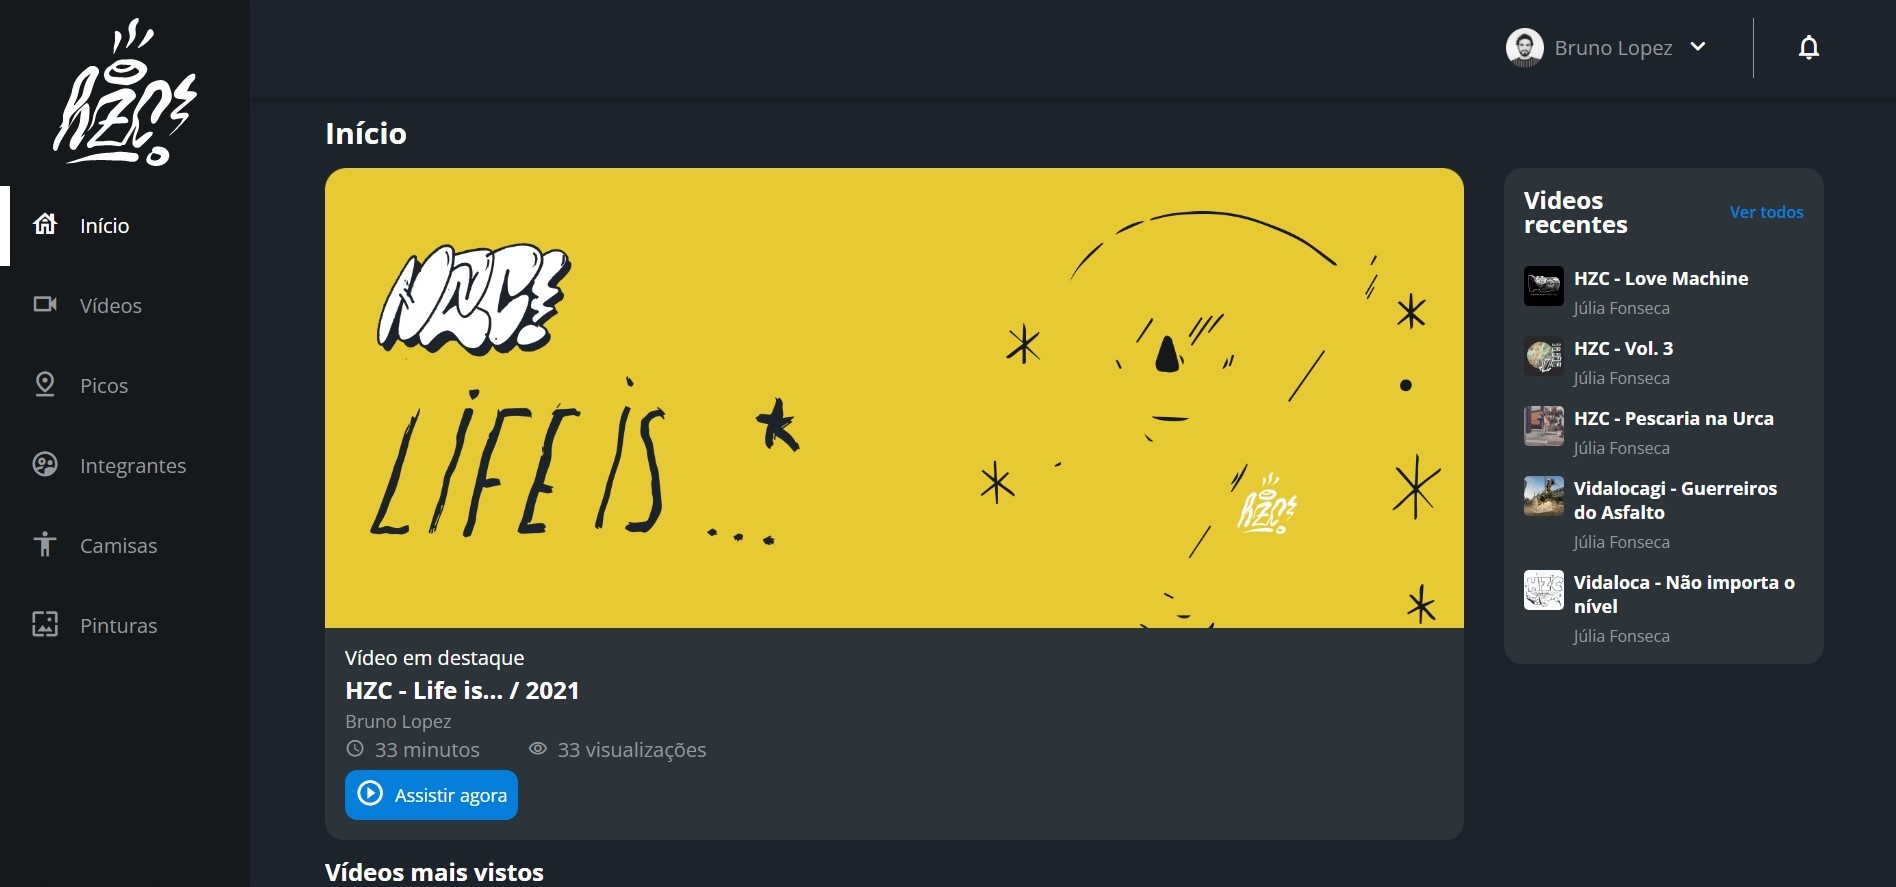 HZC!
Bruno Lopez
Início
Início
Vídeos
Picos
Integrantes
Camisas
Pinturas
HZC!
LIFE IS ...
HZC!
Vídeo em destaque
HZC - Life is... / 2021
Bruno Lopez
33 minutos
33 visualizações
Assistir agora
Vídeos mais vistos
Videos
recentes
Ver todos
HZC - Love Machine
Júlia Fonseca
HZC - Vol. 3
Júlia Fonseca
HZC - Pescaria na Urca
Júlia Fonseca
Vidalocagi - Guerreiros
do Asfalto
Júlia Fonseca
Vidaloca - Não importa o
nível
Júlia Fonseca